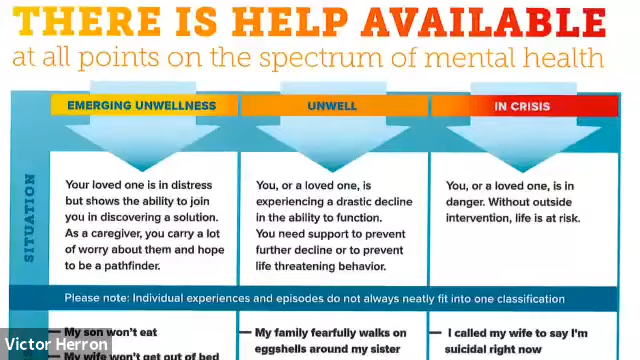 THERE IS HELP AVAILABLE
at all points on the spectrum of mental health
EMERGING UNWELLNESS
UNWELL
IN CRISIS
SITUATION
Your loved one is in distress
but shows the ability to join
you in discovering a solution.
As a caregiver, you carry a lot
of worry about them and hope
to be a pathfinder.
You, or a loved one, is
experiencing a drastic decline
in the ability to function.
You need support to prevent
further decline or to prevent
life threatening behavior.
You, or a loved one, is in
danger. Without outside
intervention, life is at risk.
Please note: Individual experiences and episodes do not always neatly fit into one classification
— My son won't eat
— My wife won't get out of bed
— My family fearfully walks on
eggshells around my sister
— I called my wife to say I'm
suicidal right now
Victor Herron